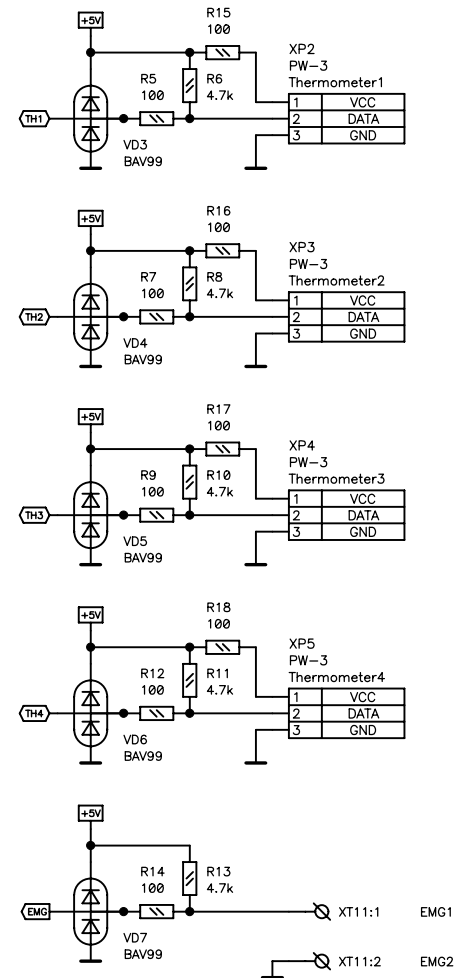 +5V
R15
100
XP2
PW-3
Thermometer1
R5
100
R6
4.7k
1 VCC
2 DATA
3 GND
TH1
VD3
BAV99
+5V
R16
100
XP3
PW-3
Thermometer2
R7
100
R8
4.7k
1 VCC
2 DATA
3 GND
TH2
VD4
BAV99
+5V
R17
100
XP4
PW-3
Thermometer3
R9
100
R10
4.7k
1 VCC
2 DATA
3 GND
TH3
VD5
BAV99
+5V
R18
100
XP5
PW-3
Thermometer4
R12
100
R11
4.7k
1 VCC
2 DATA
3 GND
TH4
VD6
BAV99
+5V
R14
100
R13
4.7k
EMG
XT11:1 EMG1
VD7
BAV99
XT11:2 EMG2